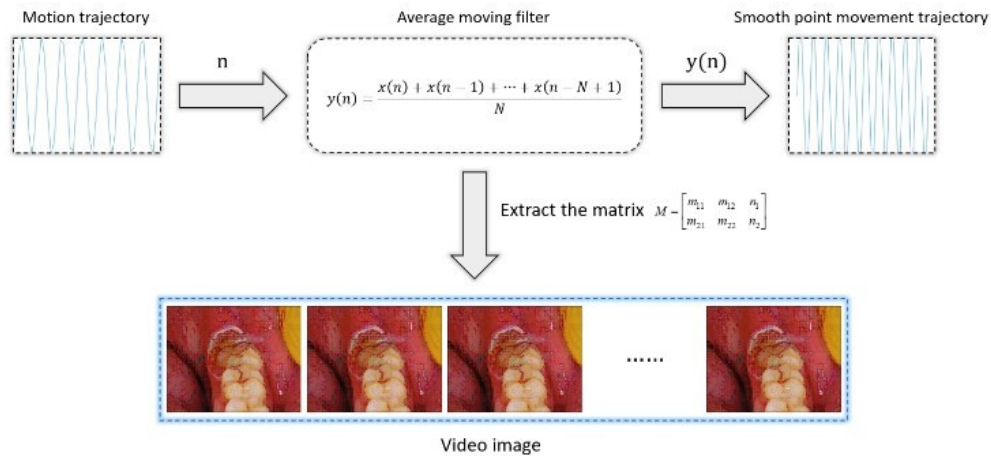 Motion trajectory
Average moving filter
Smooth point movement trajectory
n
y(n) = x(n) + x(n − 1) + ⋯ + x(n − N + 1) / N
y(n)
Extract the matrix M = [m11 m12 n1
m21 m22 n2]
......
Video image